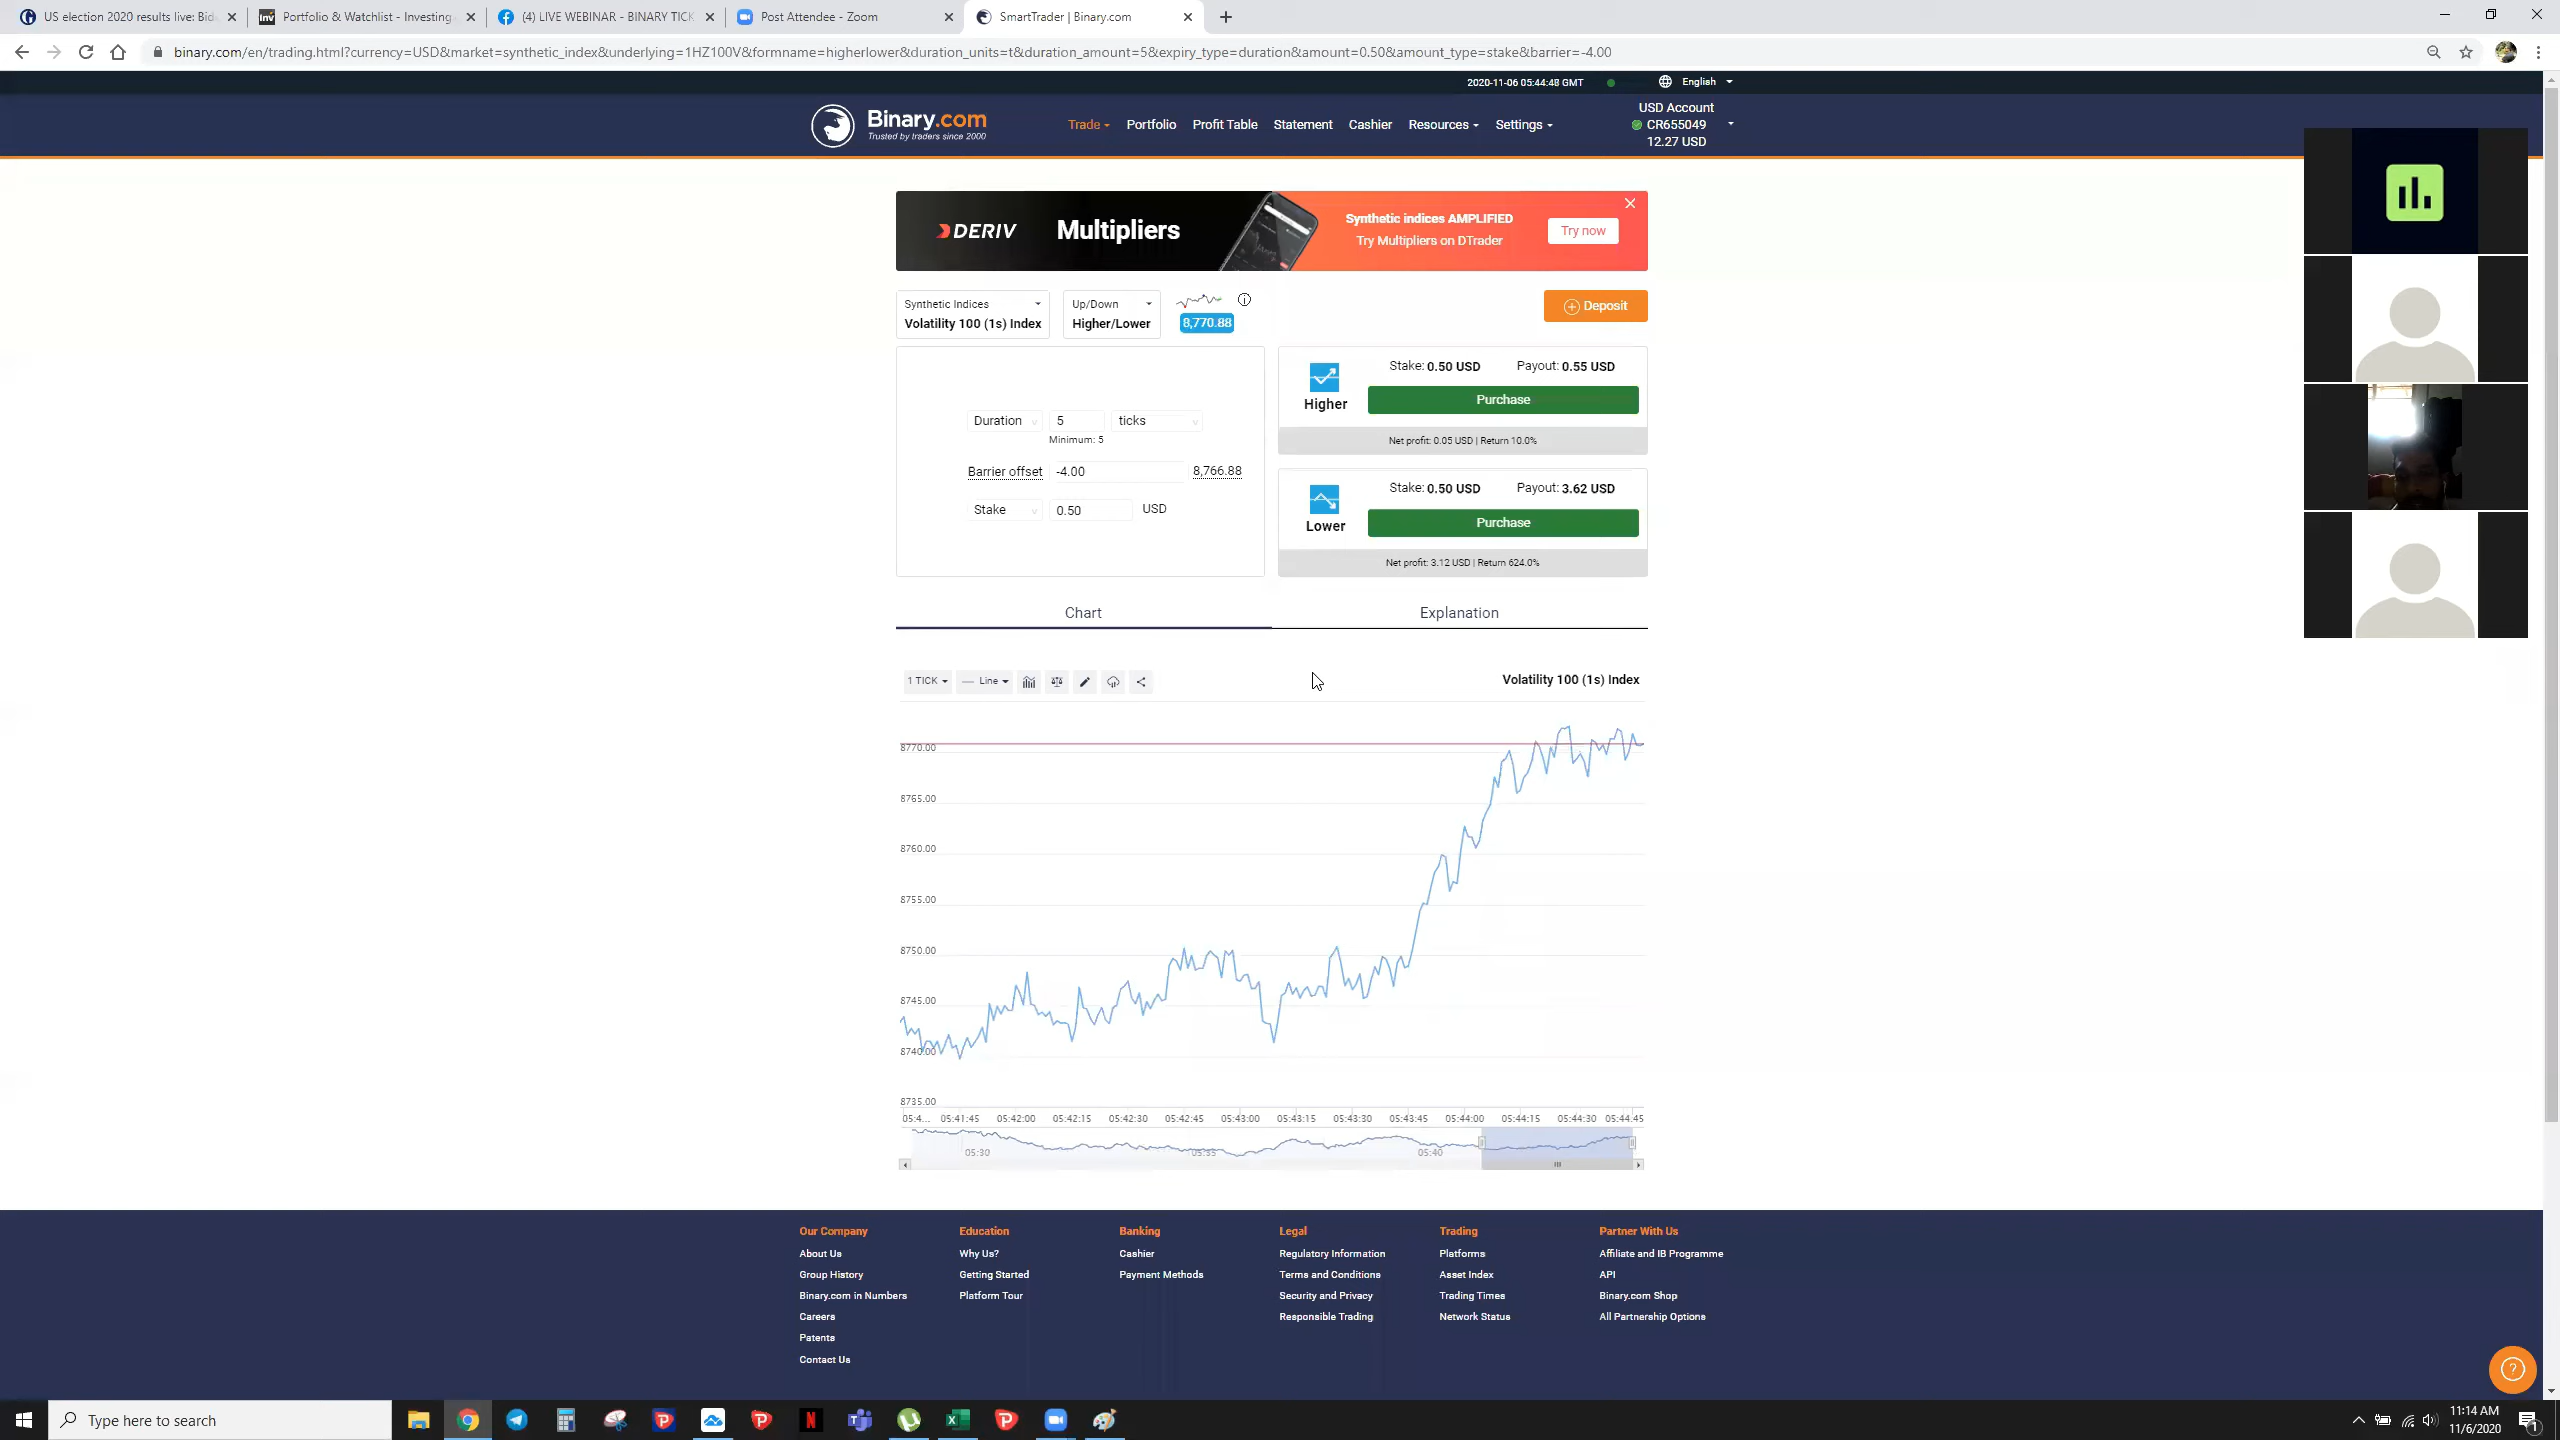 US election 2020 results live: Bid
Portfolio & Watchlist - Investing
(4) LIVE WEBINAR - BINARY TICK
Post Attendee - Zoom
SmartTrader | Binary.com
binary.com/en/trading.html?currency=USD&market=synthetic_index&underlying=1HZ100V&formname=higherlower&duration_units=t&duration_amount=5&expiry_type=duration&amount=0.50&amount_type=stake&barrier=-4.00
2020-11-06 05:44:48 GMT
English
Binary.com
Trusted by traders since 2000
Trade
Portfolio
Profit Table
Statement
Cashier
Resources
Settings
USD Account
CR655049
12.27 USD
DERIV
Multipliers
Synthetic indices AMPLIFIED
Try Multipliers on DTrader
Try now
Synthetic Indices
Volatility 100 (1s) Index
Up/Down
Higher/Lower
8,770.88
Deposit
Duration 5 ticks
Minimum: 5
Barrier offset -4.00 8,766.88
Stake 0.50 USD
Higher
Stake: 0.50 USD Payout: 0.55 USD
Purchase
Net profit: 0.05 USD | Return 10.0%
Lower
Stake: 0.50 USD Payout: 3.62 USD
Purchase
Net profit: 3.12 USD | Return 624.0%
Chart
Explanation
1 TICK
Line
Volatility 100 (1s) Index
8770.00
8765.00
8760.00
8755.00
8750.00
8745.00
8740.00
8735.00
05:4... 05:41:45 05:42:00 05:42:15 05:42:30 05:42:45 05:43:00 05:43:15 05:43:30 05:43:45 05:44:00 05:44:15 05:44:30 05:44:45
05:30 05:35 05:40
Our Company
About Us
Group History
Binary.com in Numbers
Careers
Patents
Contact Us
Education
Why Us?
Getting Started
Platform Tour
Banking
Cashier
Payment Methods
Legal
Regulatory Information
Terms and Conditions
Security and Privacy
Responsible Trading
Trading
Platforms
Asset Index
Trading Times
Network Status
Partner With Us
Affiliate and IB Programme
API
Binary.com Shop
All Partnership Options
Type here to search
11:14 AM
11/6/2020
1